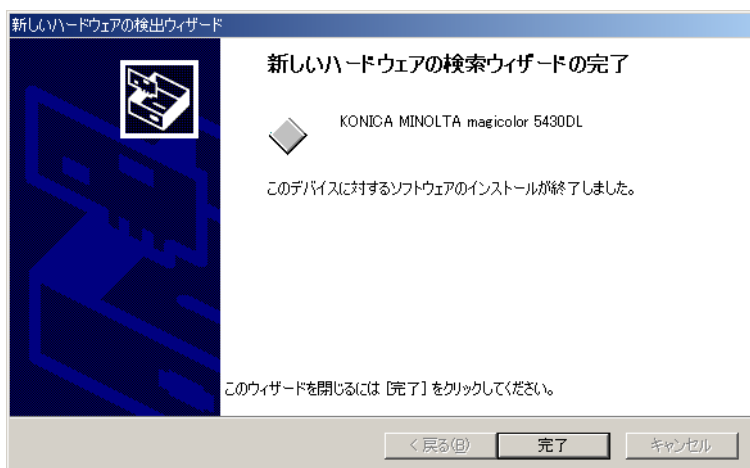 新しいハードウェアの検出ウィザード
新しいハードウェアの検索ウィザードの完了
KONICA MINOLTA magicolor 5430DL
このデバイスに対するソフトウェアのインストールが終了しました。
このウィザードを閉じるには [完了] をクリックしてください。
< 戻る(B) 完了 キャンセル